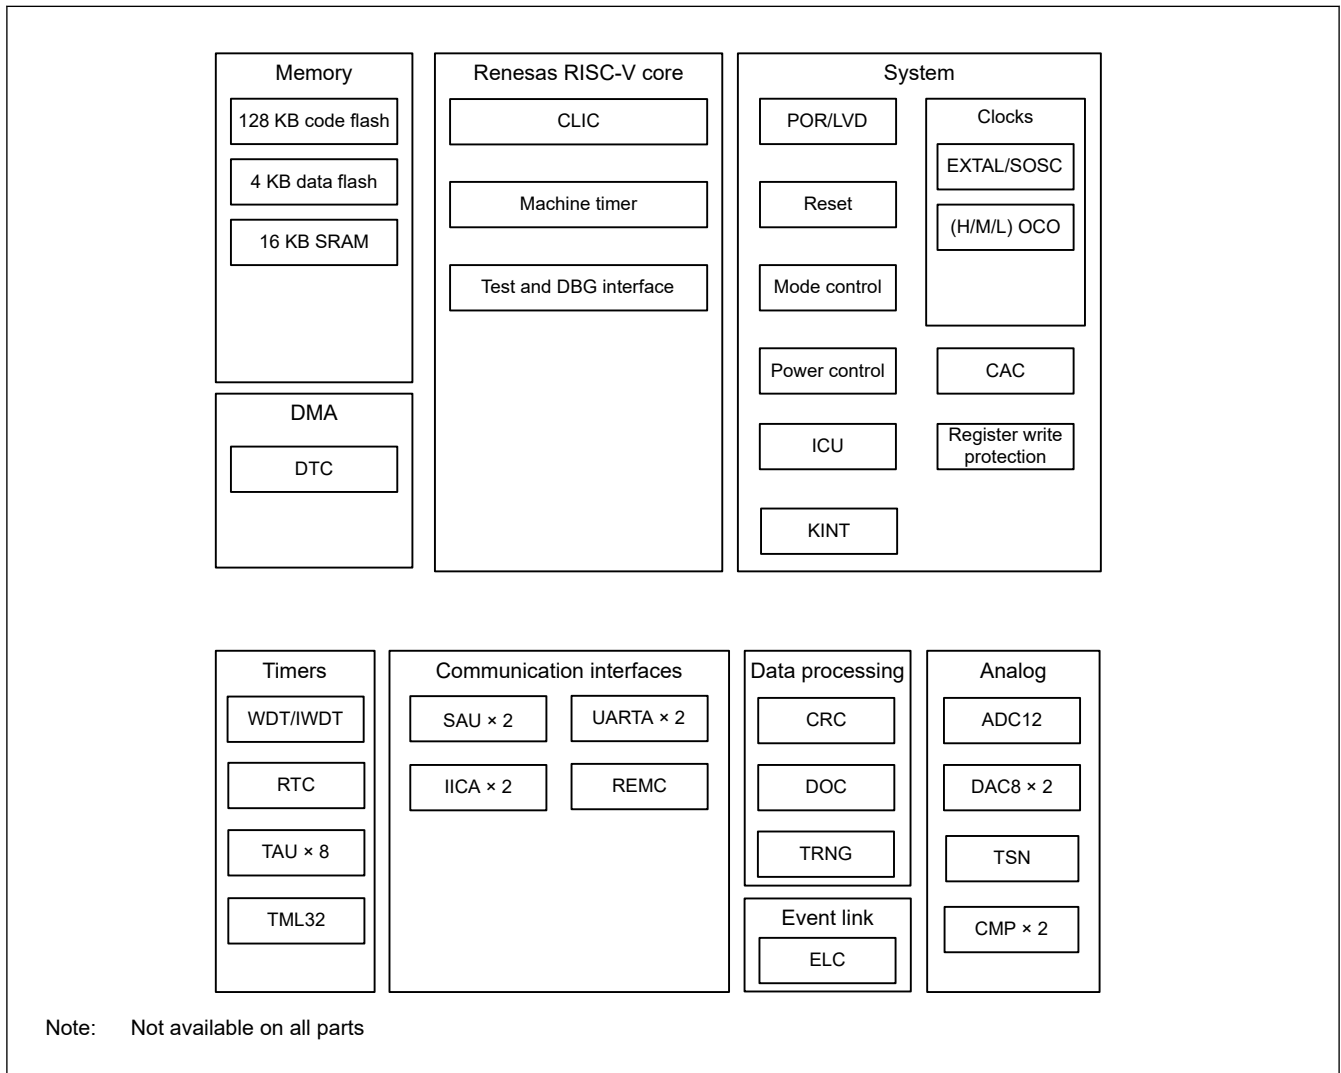 Memory
128 KB code flash
4 KB data flash
16 KB SRAM
DMA
DTC
Renesas RISC-V core
CLIC
Machine timer
Test and DBG interface
System
POR/LVD
Reset
Mode control
Power control
ICU
KINT
Clocks
EXTAL/SOSC
(H/M/L) OCO
CAC
Register write
protection
Timers
WDT/IWDT
RTC
TAU × 8
TML32
Communication interfaces
SAU × 2
UARTA × 2
IICA × 2
REMC
Data processing
CRC
DOC
TRNG
Event link
ELC
Analog
ADC12
DAC8 × 2
TSN
CMP × 2
Note: Not available on all parts